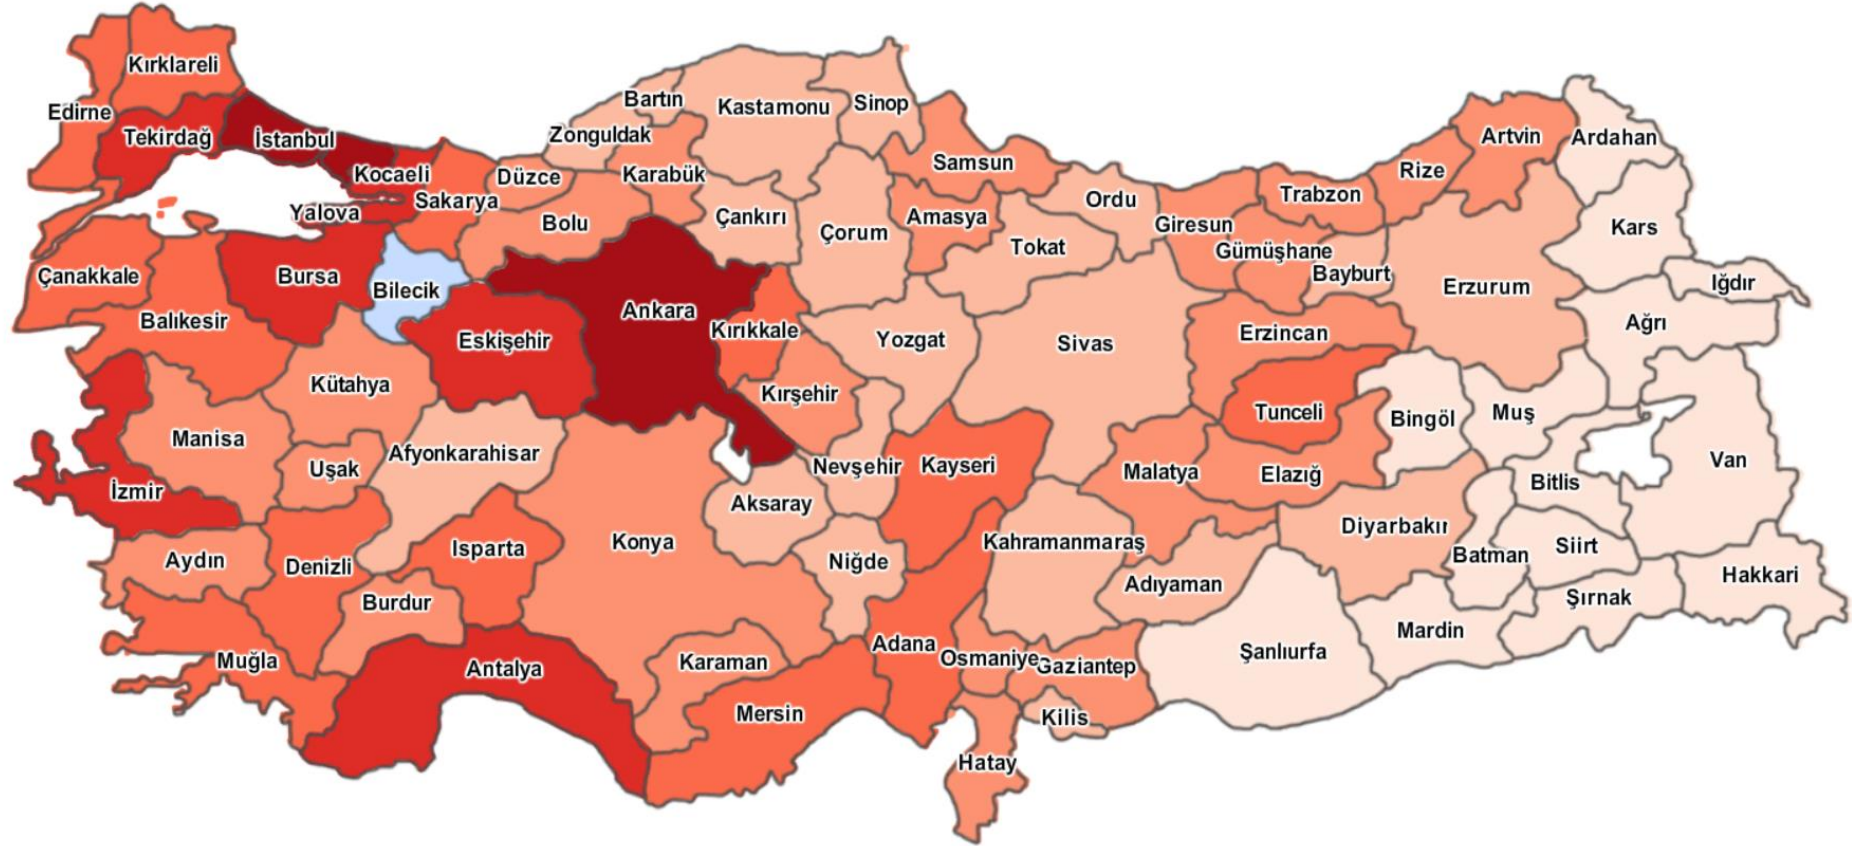 Kırklareli
Edirne
Tekirdağ
İstanbul
Kocaeli
Yalova
Sakarya
Düzce
Zonguldak
Bartın
Karabük
Kastamonu
Sinop
Bolu
Çankırı
Çorum
Samsun
Amasya
Ordu
Tokat
Giresun
Trabzon
Gümüşhane
Bayburt
Rize
Artvin
Ardahan
Kars
Iğdır
Ağrı
Erzurum
Erzincan
Çanakkale
Balıkesir
Bursa
Bilecik
Eskişehir
Ankara
Kırıkkale
Yozgat
Sivas
Kırşehir
Kütahya
Manisa
Uşak
Afyonkarahisar
İzmir
Aydın
Denizli
Isparta
Burdur
Muğla
Antalya
Konya
Aksaray
Nevşehir
Kayseri
Niğde
Karaman
Mersin
Adana
Osmaniye
Kahramanmaraş
Gaziantep
Kilis
Hatay
Malatya
Elazığ
Tunceli
Bingöl
Muş
Bitlis
Van
Adıyaman
Diyarbakır
Batman
Siirt
Şırnak
Hakkari
Mardin
Şanlıurfa